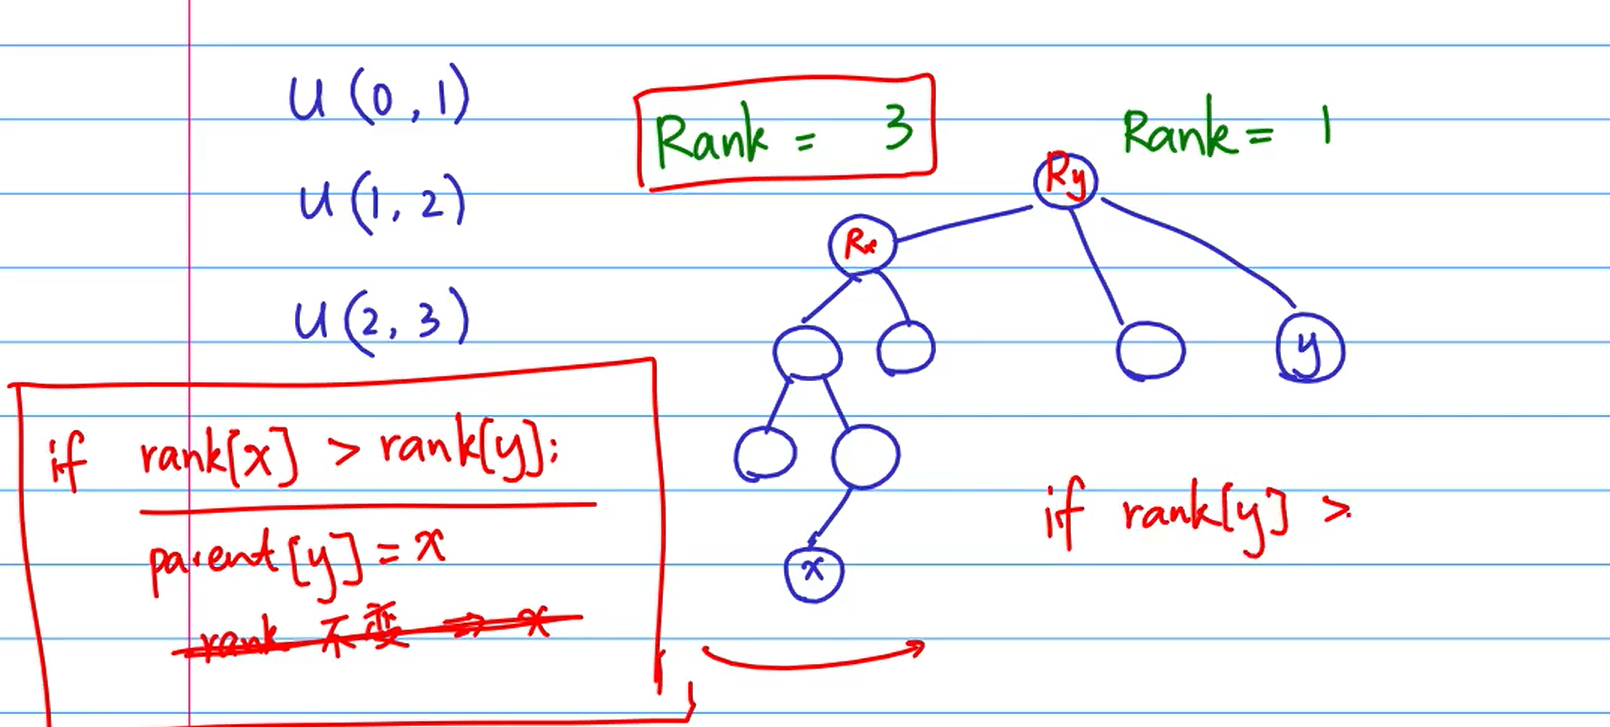 U (0, 1)
U (1, 2)
U (2, 3)
Rank = 3
Rank = 1
Ry
Rx
y
x
if rank[x] > rank[y]:
parent[y] = x
rank 不变 ⇒ x
if rank[y] >